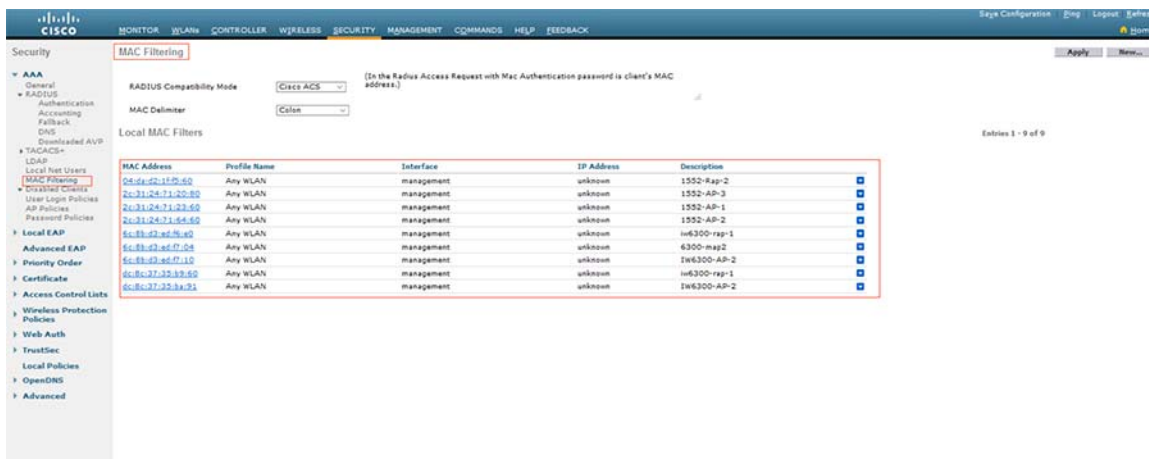 Save Configuration Ping Logout Refres
CISCO
MONITOR WLANs CONTROLLER WIRELESS SECURITY MANAGEMENT COMMANDS HELP FEEDBACK
Hom
Security
MAC Filtering
Apply New...
AAA
General
RADIUS
Authentication
Accounting
Fallback
DNS
Downloaded AVP
TACACS+
LDAP
Local Net Users
MAC Filtering
Disabled Clients
User Login Policies
AP Policies
Password Policies
Local EAP
Advanced EAP
Priority Order
Certificate
Access Control Lists
Wireless Protection Policies
Web Auth
TrustSec
Local Policies
OpenDNS
Advanced
RADIUS Compatibility Mode Cisco ACS (In the Radius Access Request with Mac Authentication password is client's MAC address.)
MAC Delimiter Colon
Local MAC Filters
Entries 1 - 9 of 9
MAC Address Profile Name Interface IP Address Description
04:da:d2:1f:f5:60 Any WLAN management unknown 1552-Rap-2
2c:31:24:71:20:80 Any WLAN management unknown 1552-AP-3
2c:31:24:71:23:60 Any WLAN management unknown 1552-AP-1
2c:31:24:71:64:60 Any WLAN management unknown 1552-AP-2
6c:8b:d3:ed:f6:e0 Any WLAN management unknown iw6300-rap-1
6c:8b:d3:ed:f7:04 Any WLAN management unknown 6300-map2
6c:8b:d3:ed:f7:10 Any WLAN management unknown IW6300-AP-2
dc:8c:37:35:b9:60 Any WLAN management unknown iw6300-rap-1
dc:8c:37:35:ba:91 Any WLAN management unknown IW6300-AP-2